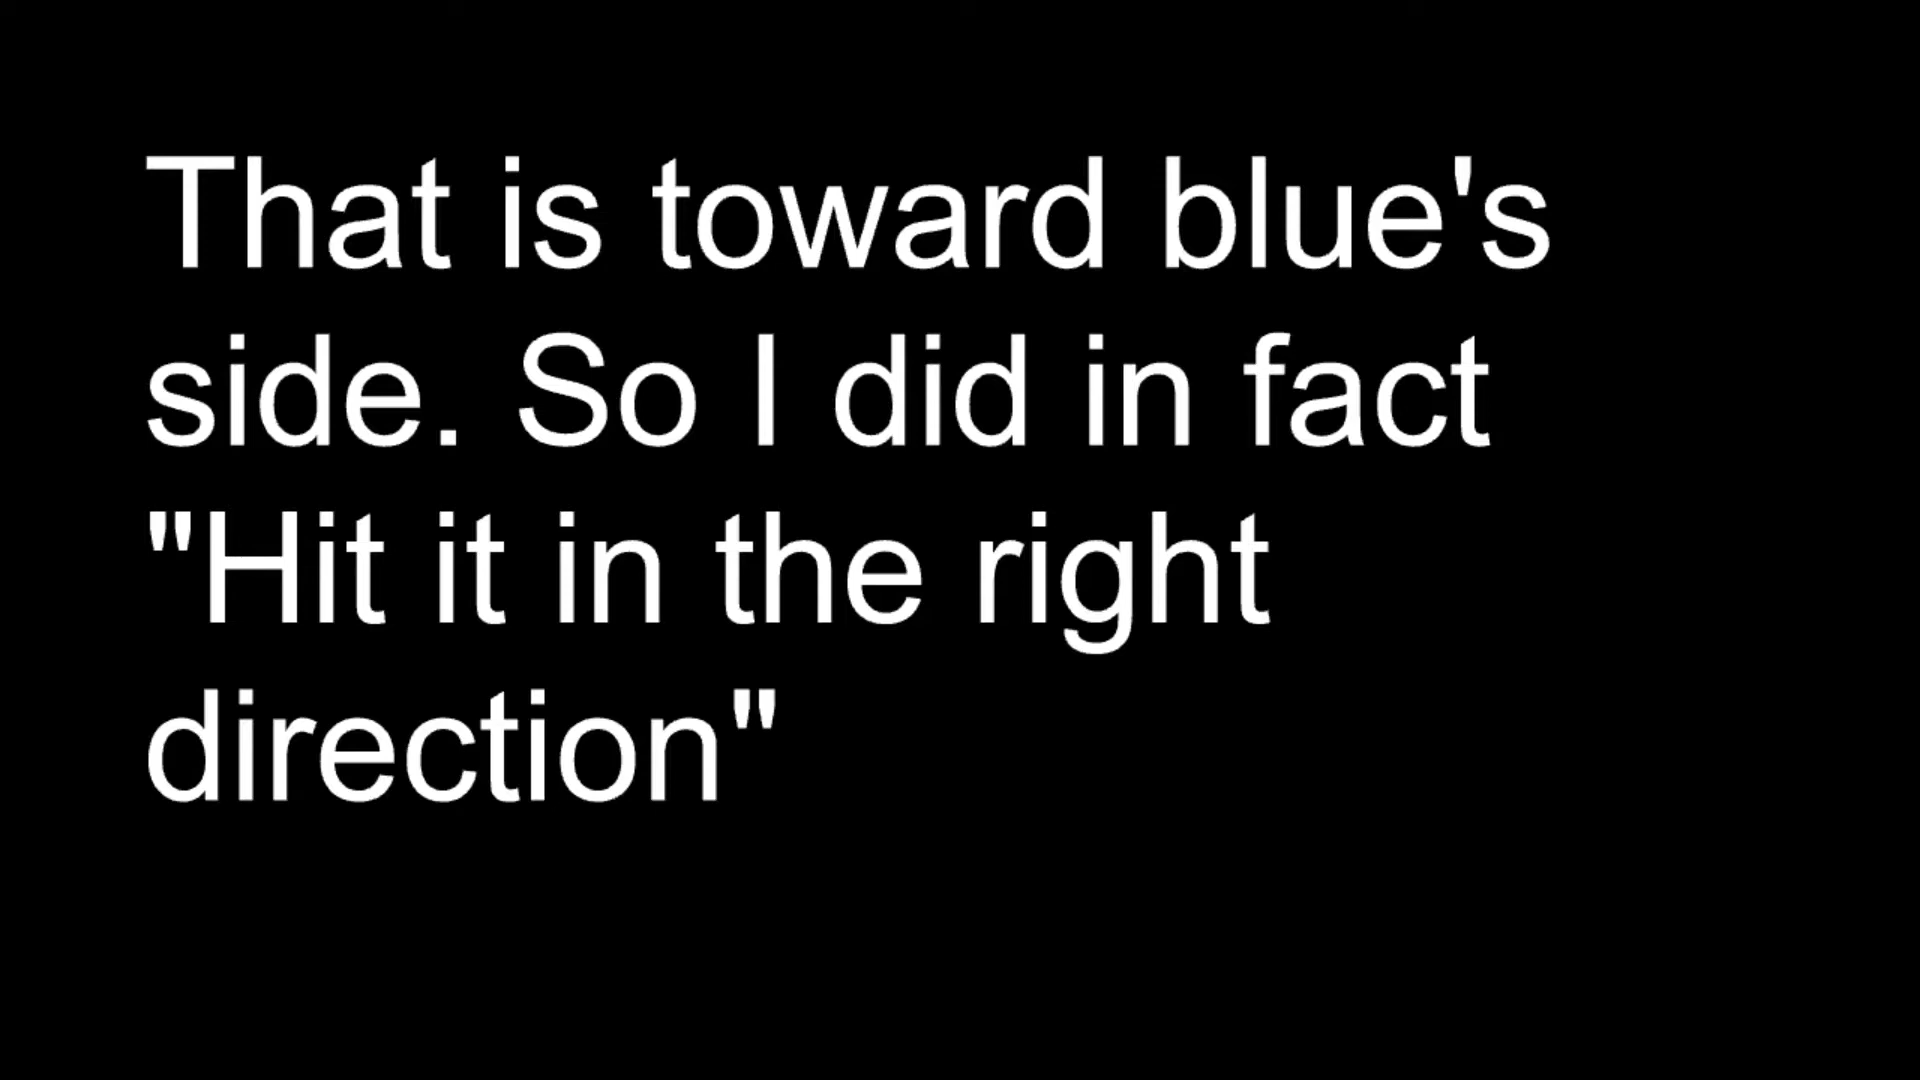 That is toward blue's
side. So I did in fact
"Hit it in the right
direction"